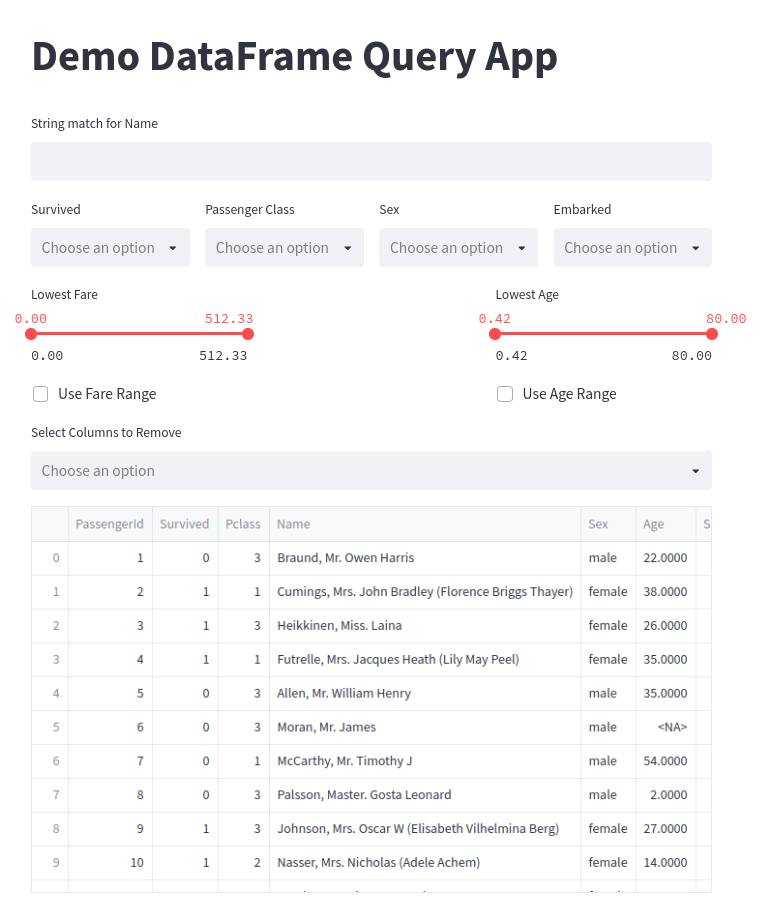 Demo DataFrame Query App
String match for Name
Survived Passenger Class Sex Embarked
Choose an option Choose an option Choose an option Choose an option
Lowest Fare Lowest Age
0.00 512.33 0.42 80.00
0.00 512.33 0.42 80.00
Use Fare Range Use Age Range
Select Columns to Remove
Choose an option
PassengerId Survived Pclass Name Sex Age S
0 1 0 3 Braund, Mr. Owen Harris male 22.0000
1 2 1 1 Cumings, Mrs. John Bradley (Florence Briggs Thayer) female 38.0000
2 3 1 3 Heikkinen, Miss. Laina female 26.0000
3 4 1 1 Futrelle, Mrs. Jacques Heath (Lily May Peel) female 35.0000
4 5 0 3 Allen, Mr. William Henry male 35.0000
5 6 0 3 Moran, Mr. James male <NA>
6 7 0 1 McCarthy, Mr. Timothy J male 54.0000
7 8 0 3 Palsson, Master. Gosta Leonard male 2.0000
8 9 1 3 Johnson, Mrs. Oscar W (Elisabeth Vilhelmina Berg) female 27.0000
9 10 1 2 Nasser, Mrs. Nicholas (Adele Achem) female 14.0000